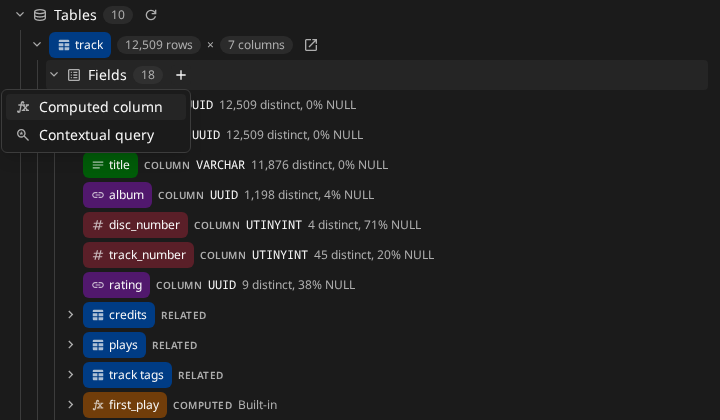 Tables 10
track 12,509 rows × 7 columns
Fields 18 +
Computed column UUID 12,509 distinct, 0% NULL
Contextual query UUID 12,509 distinct, 0% NULL
title COLUMN VARCHAR 11,876 distinct, 0% NULL
album COLUMN UUID 1,198 distinct, 4% NULL
# disc_number COLUMN UTINYINT 4 distinct, 71% NULL
# track_number COLUMN UTINYINT 45 distinct, 20% NULL
rating COLUMN UUID 9 distinct, 38% NULL
credits RELATED
plays RELATED
track tags RELATED
fx first_play COMPUTED Built-in